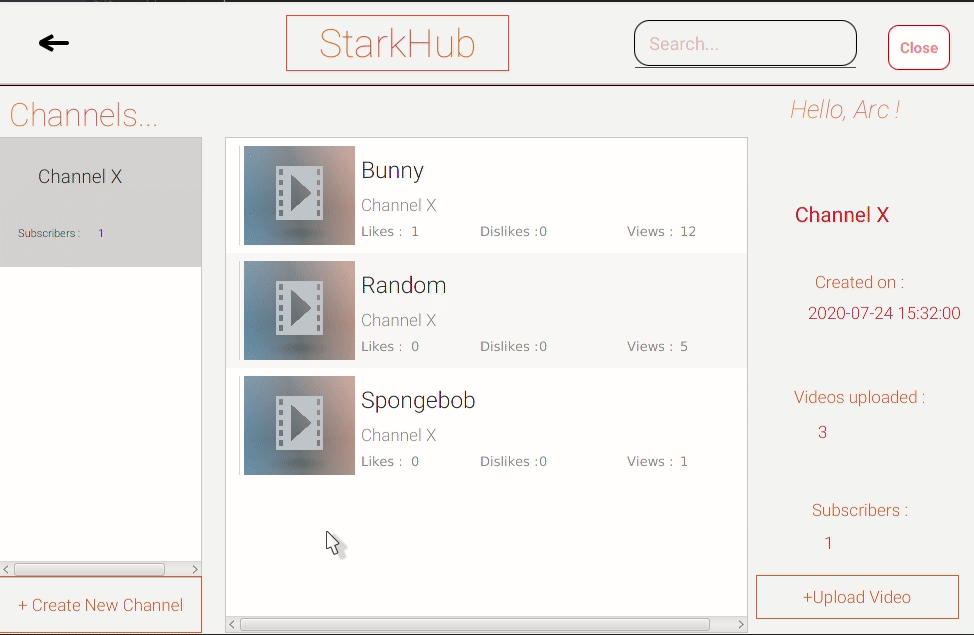 StarkHub
Search...
Close
Channels...
Hello, Arc !
Channel X
Subscribers : 1
+ Create New Channel
Bunny
Channel X
Likes : 1 Dislikes :0 Views : 12
Random
Channel X
Likes : 0 Dislikes :0 Views : 5
Spongebob
Channel X
Likes : 0 Dislikes :0 Views : 1
Channel X
Created on :
2020-07-24 15:32:00
Videos uploaded :
3
Subscribers :
1
+Upload Video